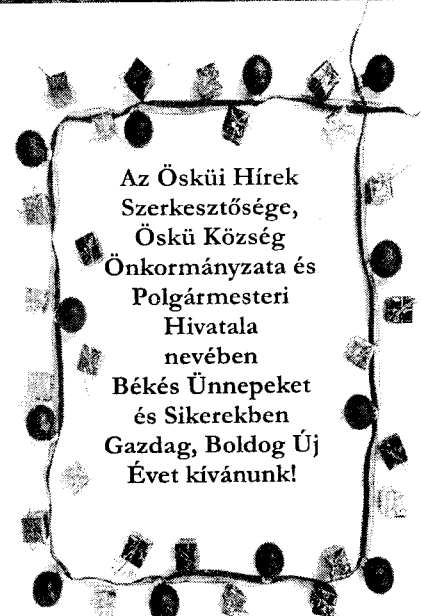 Az Ösküi Hírek
Szerkesztősége,
Öskü Község
Önkormányzata és
Polgármesteri
Hivatala
nevében
Békés Ünnepeket
és Sikerekben
Gazdag, Boldog Új
Évet kívánunk!